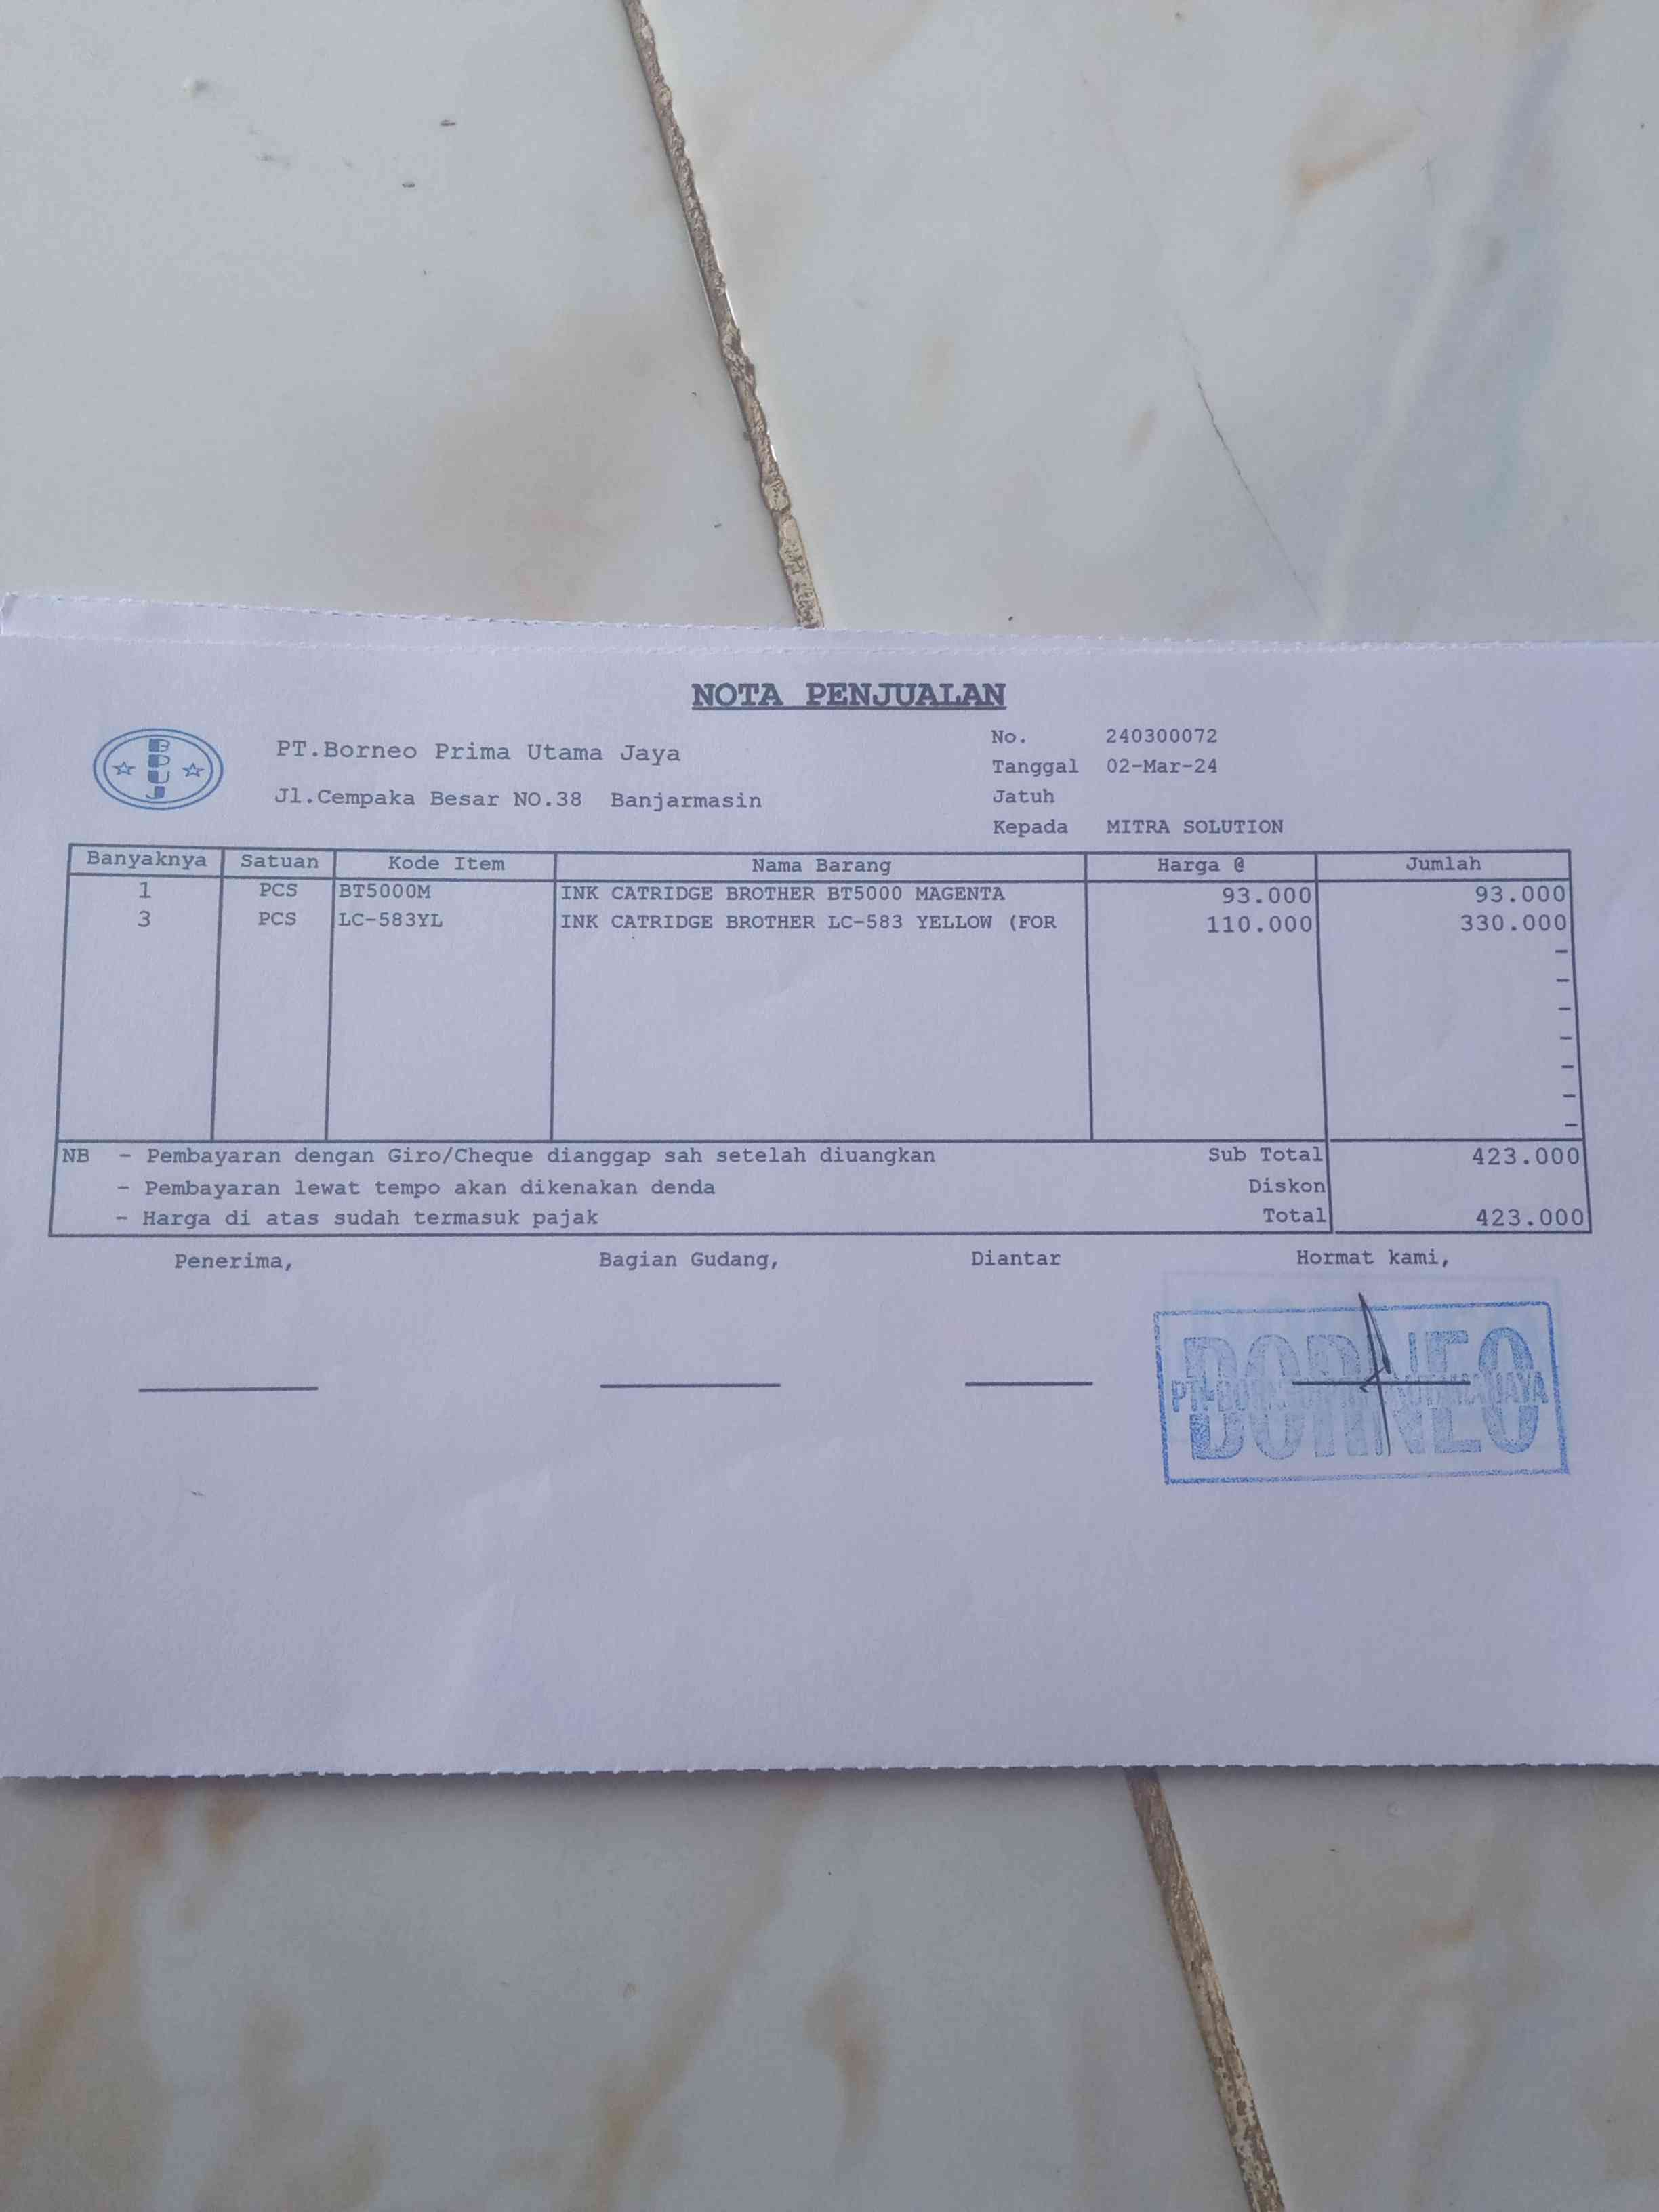 NOTA PENJUALAN
BPUJ
PT.Borneo Prima Utama Jaya
Jl.Cempaka Besar NO.38 Banjarmasin
No. 240300072
Tanggal 02-Mar-24
Jatuh
Kepada MITRA SOLUTION
Banyaknya Satuan Kode Item Nama Barang Harga @ Jumlah
1 PCS BT5000M INK CATRIDGE BROTHER BT5000 MAGENTA 93.000 93.000
3 PCS LC-583YL INK CATRIDGE BROTHER LC-583 YELLOW (FOR 110.000 330.000
-
-
-
-
-
-
-
NB - Pembayaran dengan Giro/Cheque dianggap sah setelah diuangkan Sub Total 423.000
- Pembayaran lewat tempo akan dikenakan denda Diskon
- Harga di atas sudah termasuk pajak Total 423.000
Penerima, Bagian Gudang, Diantar Hormat kami,
BORNEO